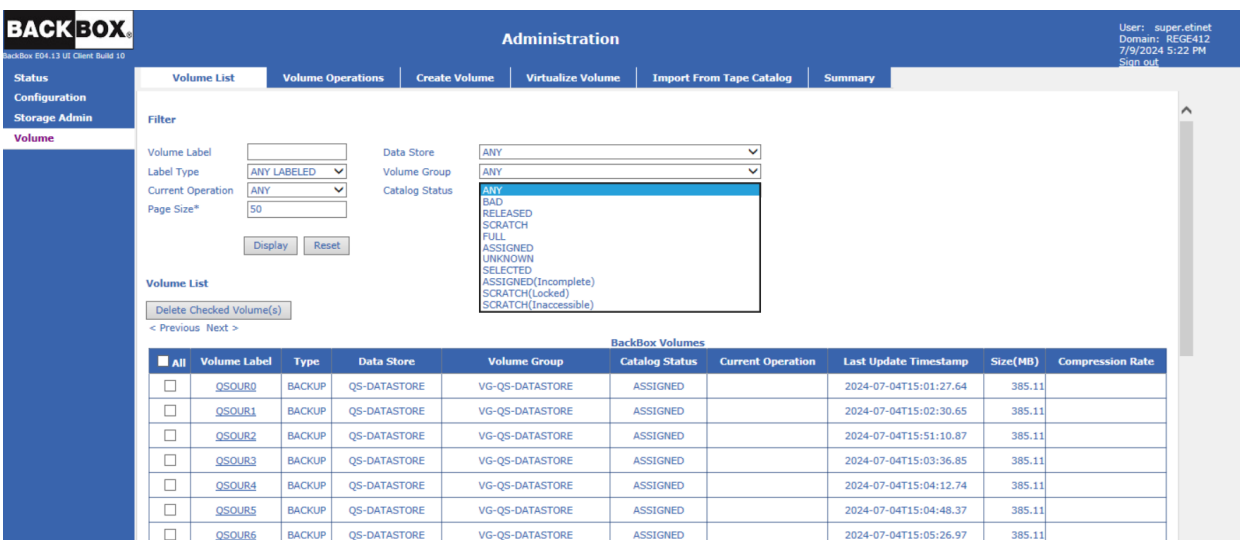 BACKBOX®
BackBox E04.13 UI Client Build 10
Administration
User: super.etinet
Domain: REGE412
7/9/2024 5:22 PM
Sign out
Status
Configuration
Storage Admin
Volume
Volume List Volume Operations Create Volume Virtualize Volume Import From Tape Catalog Summary
Filter
Volume Label Data Store ANY
Label Type ANY LABELED Volume Group ANY
Current Operation ANY Catalog Status
Page Size* 50
ANY
BAD
RELEASED
SCRATCH
FULL
ASSIGNED
UNKNOWN
SELECTED
ASSIGNED(Incomplete)
SCRATCH(Locked)
SCRATCH(Inaccessible)
Display Reset
Volume List
Delete Checked Volume(s)
< Previous Next >
BackBox Volumes
All Volume Label Type Data Store Volume Group Catalog Status Current Operation Last Update Timestamp Size(MB) Compression Rate
QSOUR0 BACKUP QS-DATASTORE VG-QS-DATASTORE ASSIGNED 2024-07-04T15:01:27.64 385.11
QSOUR1 BACKUP QS-DATASTORE VG-QS-DATASTORE ASSIGNED 2024-07-04T15:02:30.65 385.11
QSOUR2 BACKUP QS-DATASTORE VG-QS-DATASTORE ASSIGNED 2024-07-04T15:51:10.87 385.11
QSOUR3 BACKUP QS-DATASTORE VG-QS-DATASTORE ASSIGNED 2024-07-04T15:03:36.85 385.11
QSOUR4 BACKUP QS-DATASTORE VG-QS-DATASTORE ASSIGNED 2024-07-04T15:04:12.74 385.11
QSOUR5 BACKUP QS-DATASTORE VG-QS-DATASTORE ASSIGNED 2024-07-04T15:04:48.37 385.11
QSOUR6 BACKUP QS-DATASTORE VG-QS-DATASTORE ASSIGNED 2024-07-04T15:05:26.97 385.11